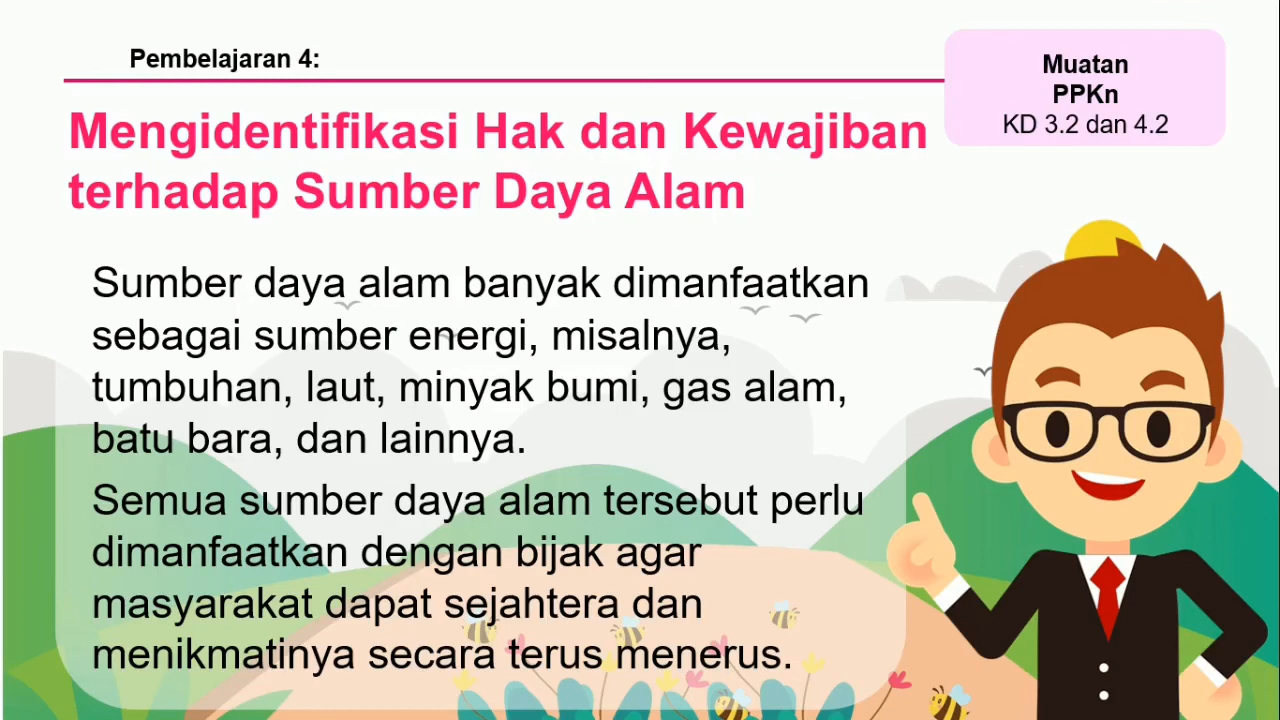 Pembelajaran 4:
Muatan
PPKn
KD 3.2 dan 4.2
Mengidentifikasi Hak dan Kewajiban
terhadap Sumber Daya Alam
Sumber daya alam banyak dimanfaatkan
sebagai sumber energi, misalnya,
tumbuhan, laut, minyak bumi, gas alam,
batu bara, dan lainnya.
Semua sumber daya alam tersebut perlu
dimanfaatkan dengan bijak agar
masyarakat dapat sejahtera dan
menikmatinya secara terus menerus.